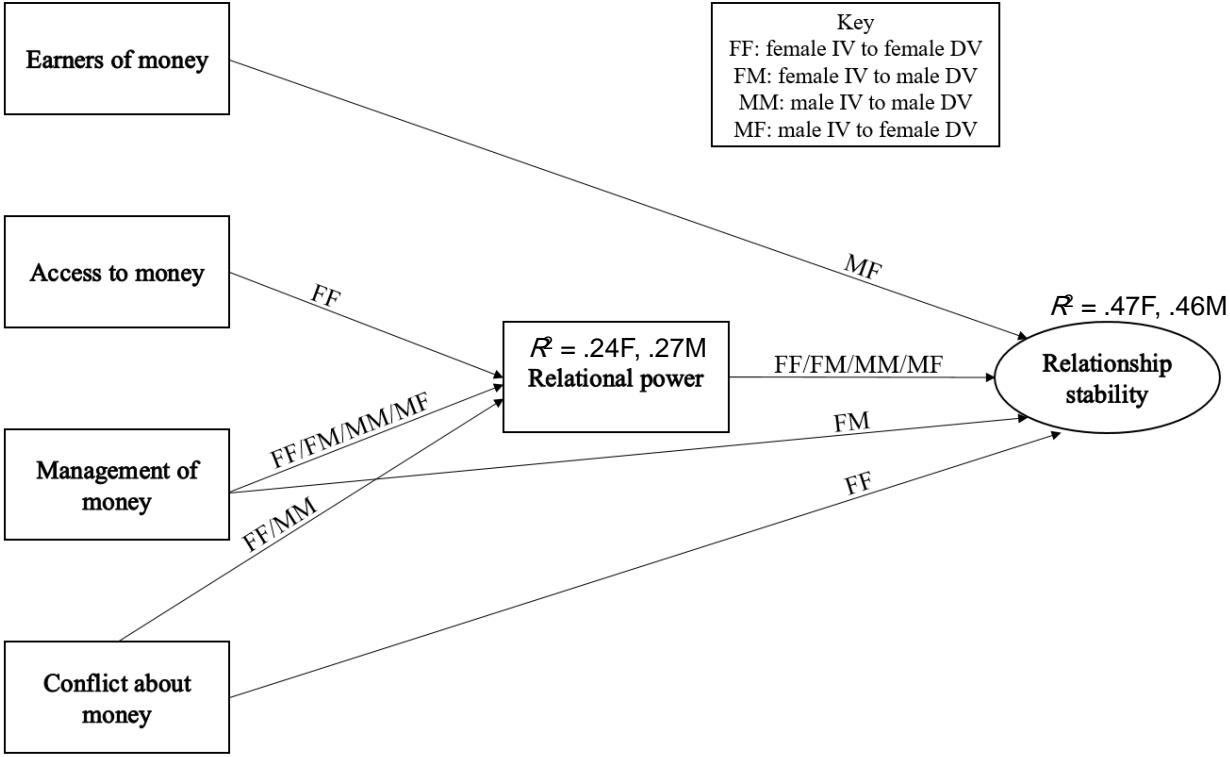 Earners of money
Key
FF: female IV to female DV
FM: female IV to male DV
MM: male IV to male DV
MF: male IV to female DV
Access to money
MF
FF
R² = .47F, .46M
R² = .24F, .27M
Relational power
FF/FM/MM/MF
Relationship
stability
FF/FM/MM/MF
FM
Management of
money
FF
FF/MM
Conflict about
money